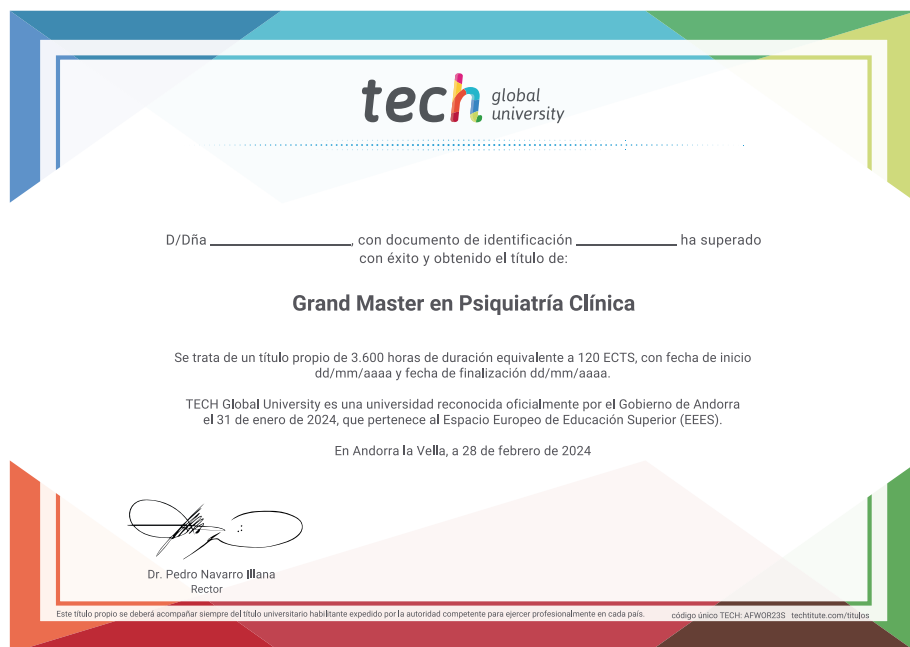 tech global university
D/Dña ______________, con documento de identificación __________ ha superado
con éxito y obtenido el título de:
Grand Master en Psiquiatría Clínica
Se trata de un título propio de 3.600 horas de duración equivalente a 120 ECTS, con fecha de inicio
dd/mm/aaaa y fecha de finalización dd/mm/aaaa.
TECH Global University es una universidad reconocida oficialmente por el Gobierno de Andorra
el 31 de enero de 2024, que pertenece al Espacio Europeo de Educación Superior (EEES).
En Andorra la Vella, a 28 de febrero de 2024
Dr. Pedro Navarro Illana
Rector
Este título propio se deberá acompañar siempre del título universitario habilitante expedido por la autoridad competente para ejercer profesionalmente en cada país.
código único TECH: AFWOR23S techtitute.com/titulos